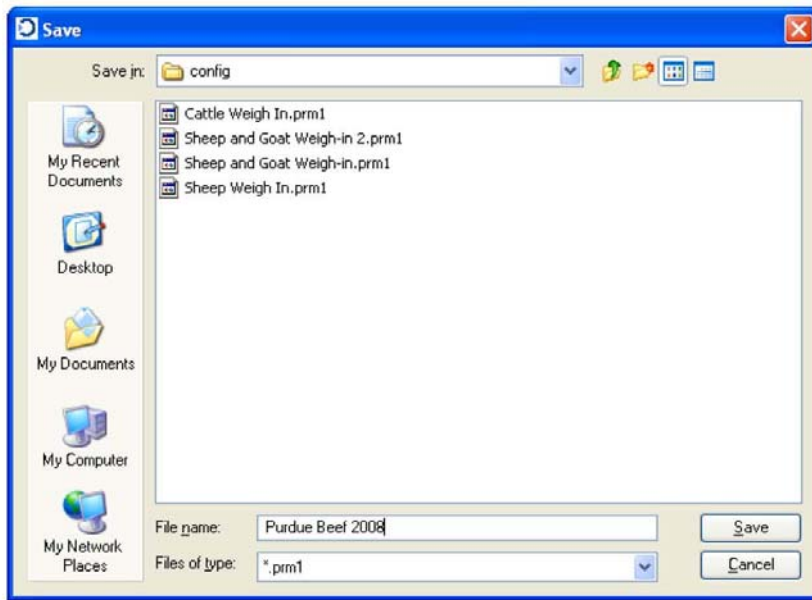 Save
Save in:
config
My Recent
Documents
Desktop
My Documents
My Computer
My Network
Places
Cattle Weigh In.prm1
Sheep and Goat Weigh-in 2.prm1
Sheep and Goat Weigh-in.prm1
Sheep Weigh In.prm1
File name:
Purdue Beef 2008
Save
Files of type:
*.prm1
Cancel